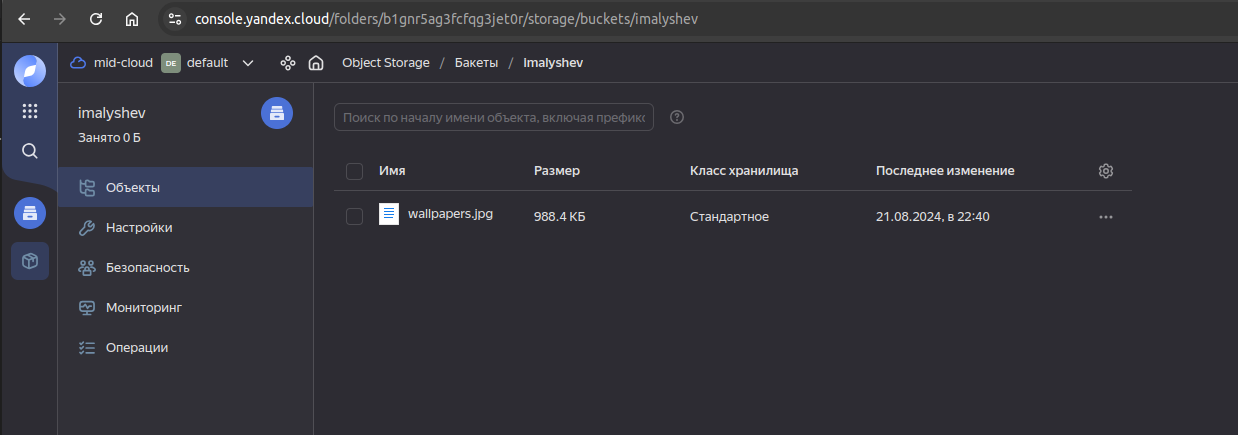 console.yandex.cloud/folders/b1gnr5ag3fcfqg3jet0r/storage/buckets/imalyshev
mid-cloud DE default Object Storage / Бакеты / Imalyshev
imalyshev
Занято 0 Б
Объекты
Настройки
Безопасность
Мониторинг
Операции
Поиск по началу имени объекта, включая префикс
Имя Размер Класс хранилища Последнее изменение
wallpapers.jpg 988.4 КБ Стандартное 21.08.2024, в 22:40